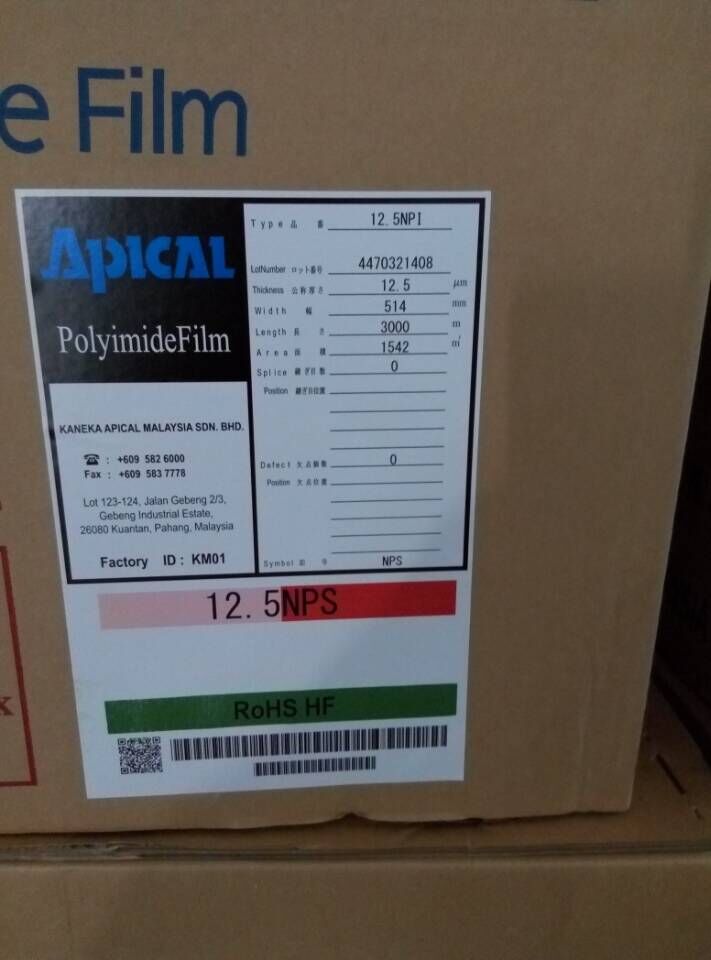 e Film
APICAL
PolyimideFilm
KANEKA APICAL MALAYSIA SDN. BHD.
☎ : +609 582 6000
Fax : +609 583 7778
Lot 123-124, Jalan Gebeng 2/3,
Gebeng Industrial Estate,
26080 Kuantan, Pahang, Malaysia
Factory ID : KM01
Type 品番 12.5NPI
LotNumber ロット番号 4470321408
Thickness 公称厚さ 12.5 μm
Width 幅 514 mm
Length 長さ 3000 m
Area 面積 1542 ㎡
Splice 継ぎ目数 0
Position 継ぎ目位置
Defect 欠点個数 0
Position 欠点位置
Symbol 記号 NPS
12.5NPS
RoHS HF
x